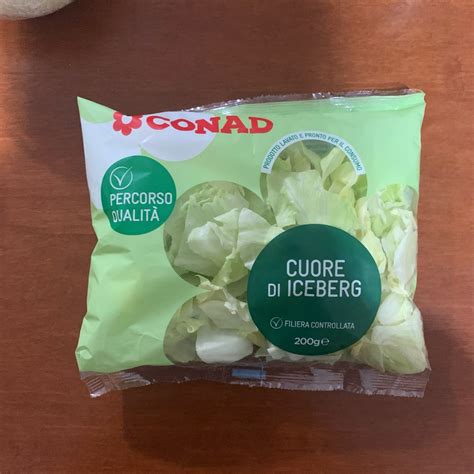 CONAD
PRODOTTO LAVATO E PRONTO PER IL CONSUMO
PERCORSO
QUALITÀ
CUORE
DI ICEBERG
FILIERA CONTROLLATA
200g e